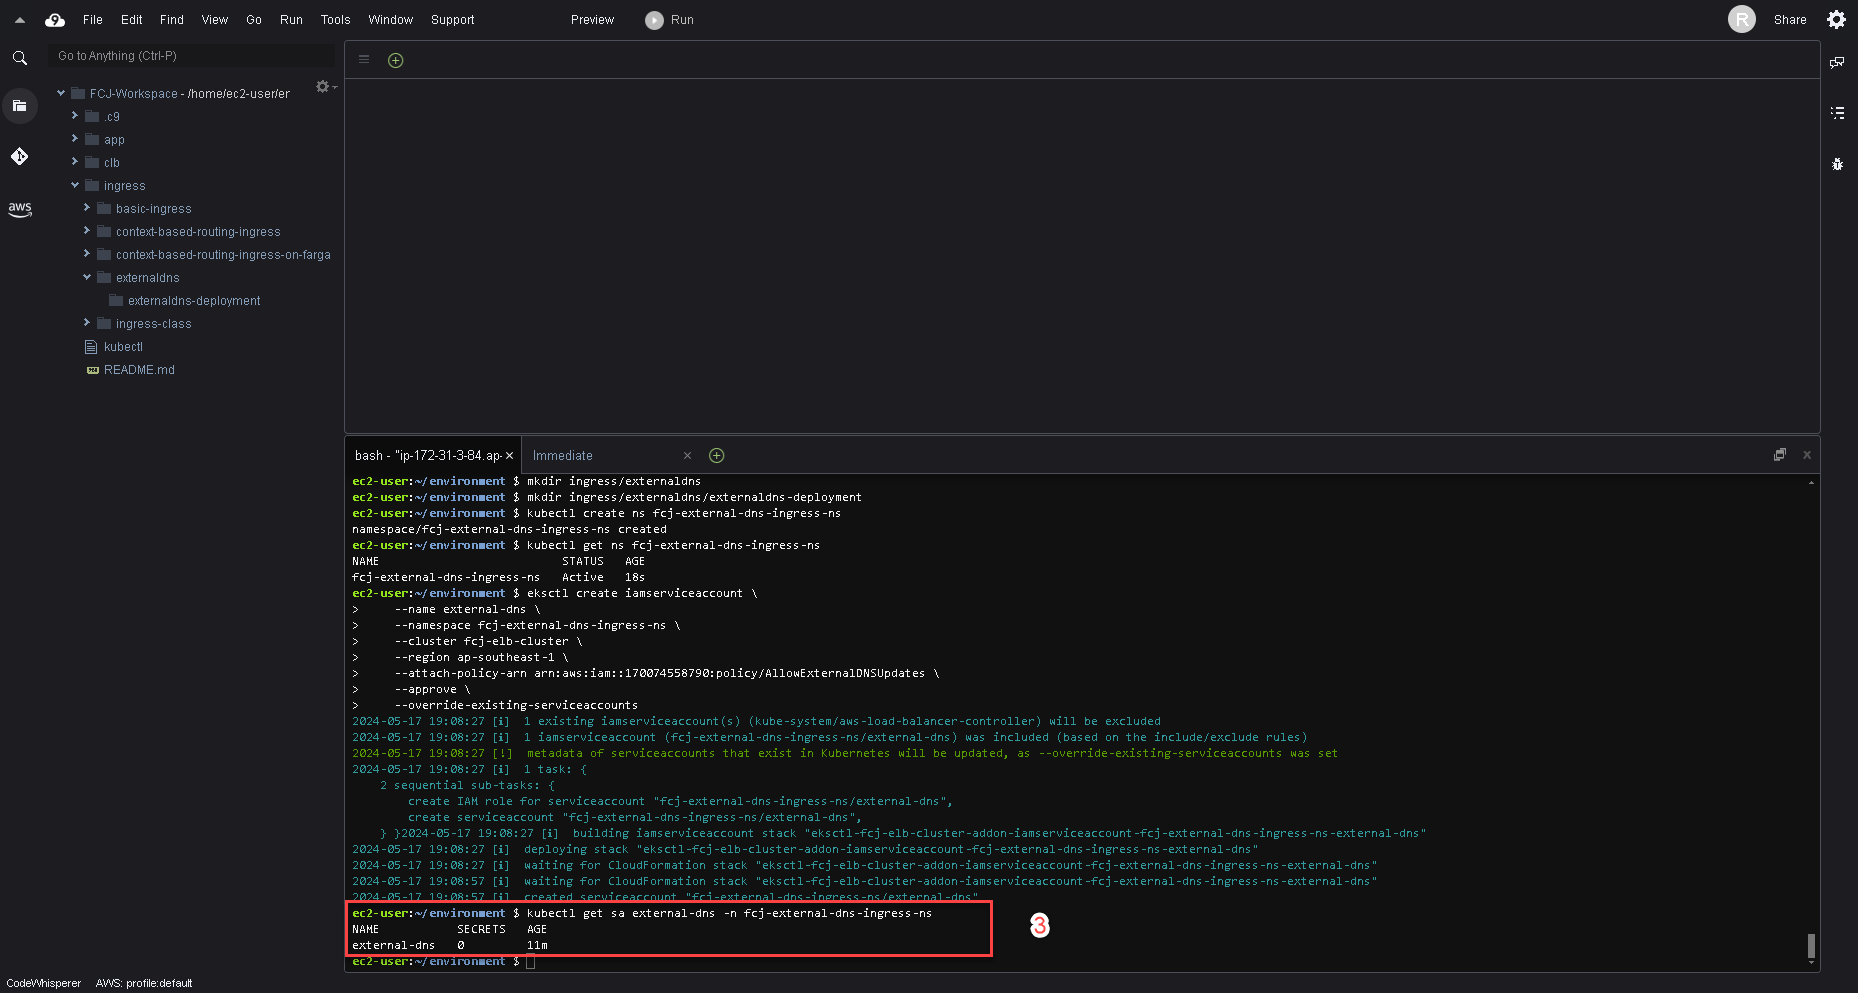 File Edit Find View Go Run Tools Window Support Preview Run R Share
Go to Anything (Ctrl-P)
FCJ-Workspace - /home/ec2-user/er
.c9
app
clb
ingress
basic-ingress
context-based-routing-ingress
context-based-routing-ingress-on-farga
externaldns
externaldns-deployment
ingress-class
kubectl
README.md
aws
bash - "ip-172-31-3-84.ap- Immediate
ec2-user:~/environment $ mkdir ingress/externaldns
ec2-user:~/environment $ mkdir ingress/externaldns/externaldns-deployment
ec2-user:~/environment $ kubectl create ns fcj-external-dns-ingress-ns
namespace/fcj-external-dns-ingress-ns created
ec2-user:~/environment $ kubectl get ns fcj-external-dns-ingress-ns
NAME STATUS AGE
fcj-external-dns-ingress-ns Active 18s
ec2-user:~/environment $ eksctl create iamserviceaccount \
> --name external-dns \
> --namespace fcj-external-dns-ingress-ns \
> --cluster fcj-elb-cluster \
> --region ap-southeast-1 \
> --attach-policy-arn arn:aws:iam::170074558790:policy/AllowExternalDNSUpdates \
> --approve \
> --override-existing-serviceaccounts
2024-05-17 19:08:27 [i] 1 existing iamserviceaccount(s) (kube-system/aws-load-balancer-controller) will be excluded
2024-05-17 19:08:27 [i] 1 iamserviceaccount (fcj-external-dns-ingress-ns/external-dns) was included (based on the include/exclude rules)
2024-05-17 19:08:27 [!] metadata of serviceaccounts that exist in Kubernetes will be updated, as --override-existing-serviceaccounts was set
2024-05-17 19:08:27 [i] 1 task: {
2 sequential sub-tasks: {
create IAM role for serviceaccount "fcj-external-dns-ingress-ns/external-dns",
create serviceaccount "fcj-external-dns-ingress-ns/external-dns",
} }2024-05-17 19:08:27 [i] building iamserviceaccount stack "eksctl-fcj-elb-cluster-addon-iamserviceaccount-fcj-external-dns-ingress-ns-external-dns"
2024-05-17 19:08:27 [i] deploying stack "eksctl-fcj-elb-cluster-addon-iamserviceaccount-fcj-external-dns-ingress-ns-external-dns"
2024-05-17 19:08:27 [i] waiting for CloudFormation stack "eksctl-fcj-elb-cluster-addon-iamserviceaccount-fcj-external-dns-ingress-ns-external-dns"
2024-05-17 19:08:57 [i] waiting for CloudFormation stack "eksctl-fcj-elb-cluster-addon-iamserviceaccount-fcj-external-dns-ingress-ns-external-dns"
2024-05-17 19:08:57 [i] created serviceaccount "fcj-external-dns-ingress-ns/external-dns"
ec2-user:~/environment $ kubectl get sa external-dns -n fcj-external-dns-ingress-ns
NAME SECRETS AGE
external-dns 0 11m
ec2-user:~/environment $
3
CodeWhisperer AWS: profile:default